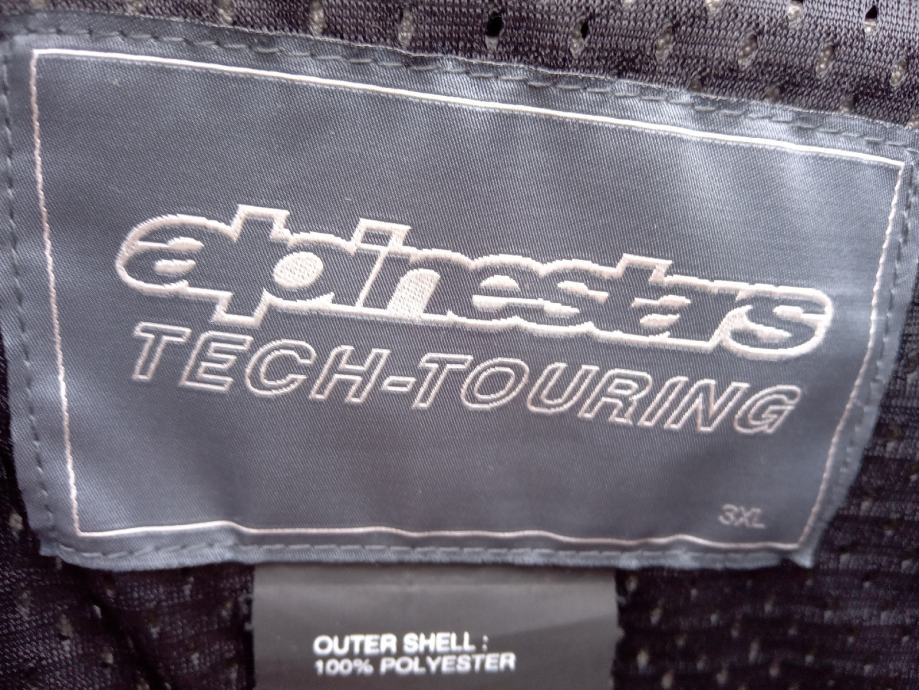 alpinestars
TECH-TOURING
3XL
OUTER SHELL :
100% POLYESTER